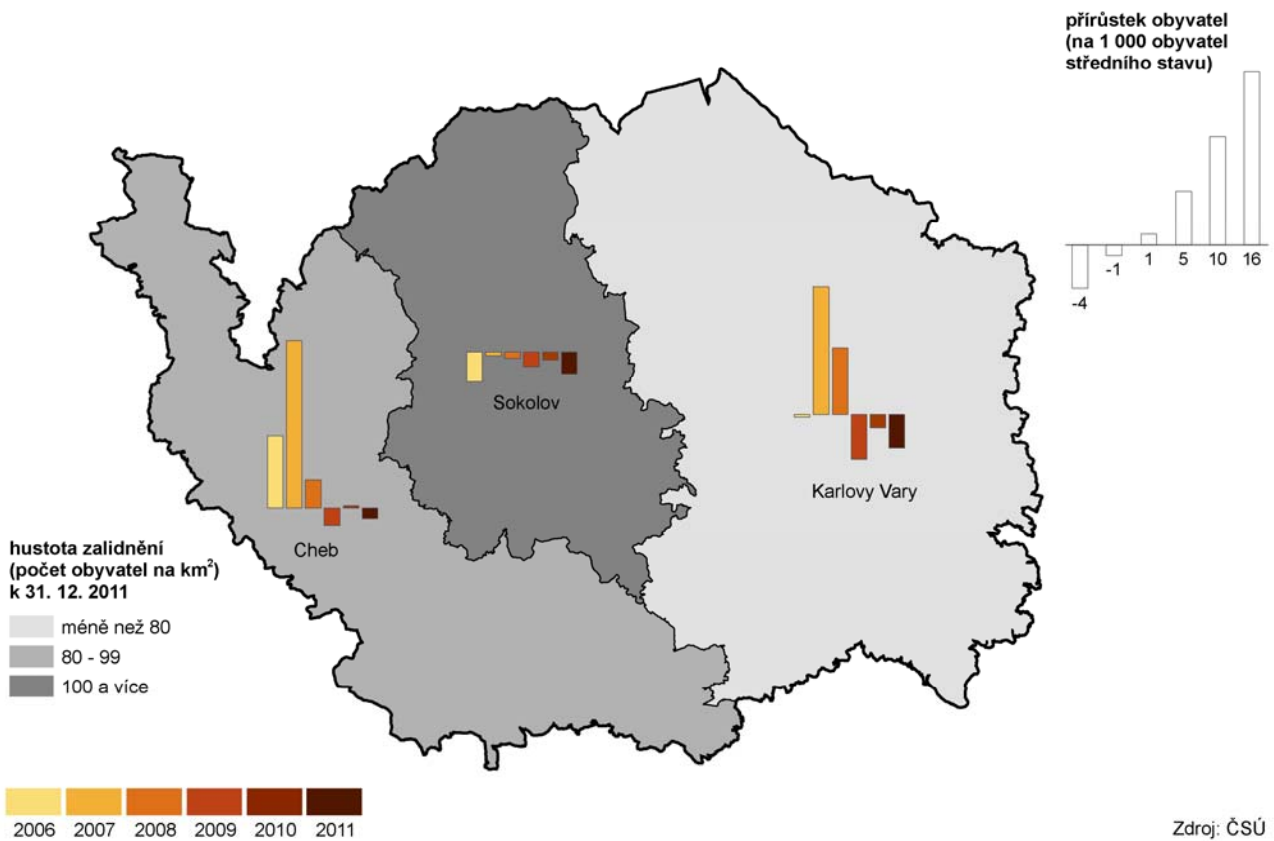 přírůstek obyvatel
(na 1 000 obyvatel
středního stavu)
-4
-1
1
5
10
16
Sokolov
Karlovy Vary
Cheb
hustota zalidnění
(počet obyvatel na km²)
k 31. 12. 2011
méně než 80
80 - 99
100 a více
2006 2007 2008 2009 2010 2011
Zdroj: ČSÚ